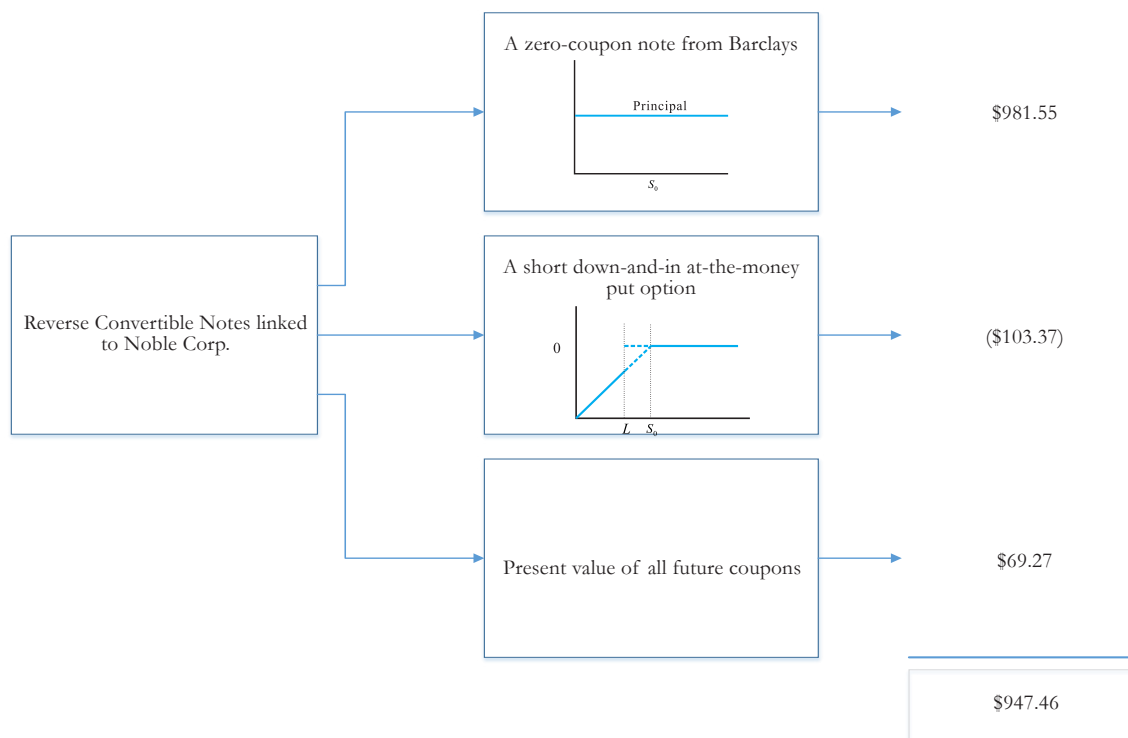 A zero-coupon note from Barclays
Principal
S0
$981.55
Reverse Convertible Notes linked
to Noble Corp.
A short down-and-in at-the-money
put option
0
L S0
($103.37)
Present value of all future coupons
$69.27
$947.46